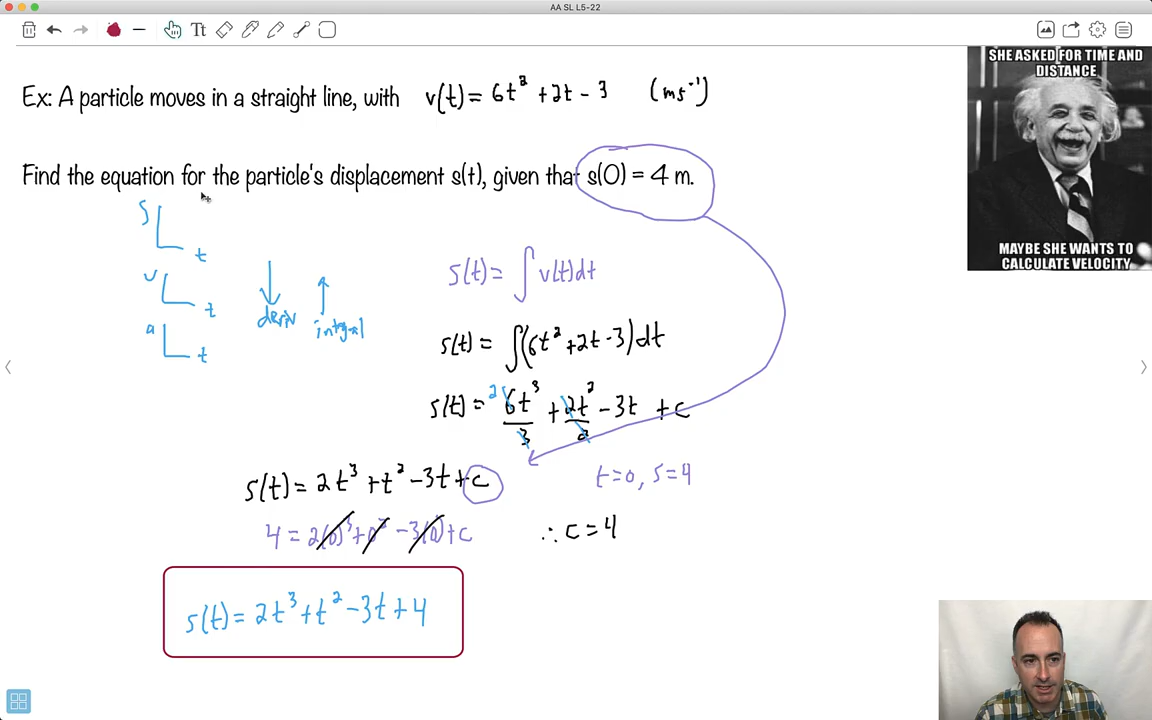 AA SL L5-22
Tt
Ex: A particle moves in a straight line, with v(t) = 6t² + 2t - 3 (ms⁻¹)
Find the equation for the particle's displacement s(t), given that s(0) = 4 m.
SHE ASKED FOR TIME AND
DISTANCE
MAYBE SHE WANTS TO
CALCULATE VELOCITY
S
t
v
t
a
t
deriv
integral
s(t) = ∫ v(t) dt
s(t) = ∫(6t² + 2t - 3) dt
s(t) = 2 6t³/3 + 2t²/2 - 3t + c
s(t) = 2t³ + t² - 3t + c
t=0, s=4
4 = 2(0)³ + 0² - 3(0) + c
∴ c = 4
s(t) = 2t³ + t² - 3t + 4